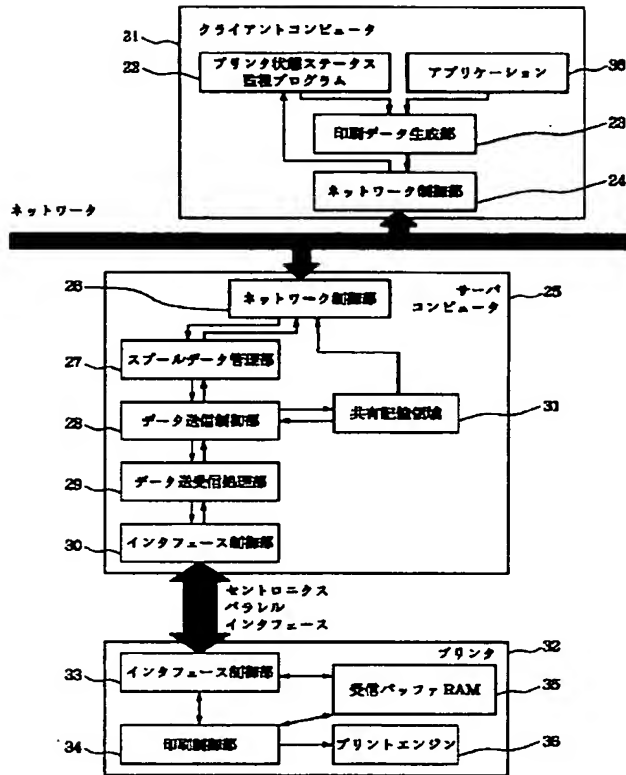 クライアントコンピュータ
21
プリンタ状態ステータス
監視プログラム
22
アプリケーション
36
印刷データ生成部
23
ネットワーク制御部
24
ネットワーク
サーバ
コンピュータ
25
ネットワーク制御部
26
スプールデータ管理部
27
データ送信制御部
28
共有記憶領域
31
データ送受信処理部
29
インタフェース制御部
30
セントロニクス
パラレル
インタフェース
プリンタ
32
インタフェース制御部
33
受信バッファRAM
35
印刷制御部
34
プリントエンジン
36